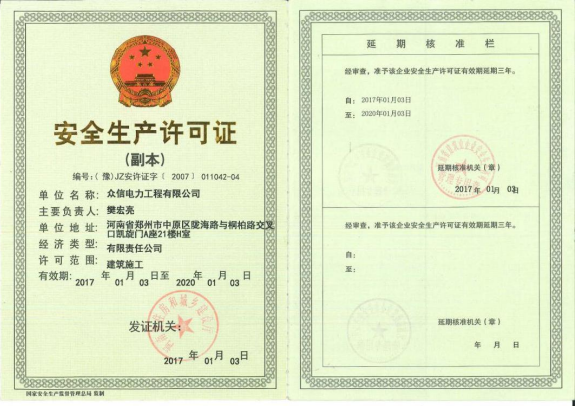 安全生产许可证
(副本)
编号:(豫)JZ安许证字〔2007〕011042-04
单位名称: 众信电力工程有限公司
主要负责人: 樊宏亮
单位地址: 河南省郑州市中原区陇海路与桐柏路交叉
口凯旋门A座21楼H室
经济类型: 有限责任公司
许可范围: 建筑施工
有效期: 2017 年 01 月 03 日至 2020 年 01 月 03 日
发证机关:
2017 年 01 月 03 日
国家安全生产监督管理总局 监制
延期核准栏
经审查，准予该企业安全生产许可证有效期延期三年。
自: 2017年01月03日
至: 2020年01月03日
延期核准机关（章）
2017 年 01 月 03 日
经审查，准予该企业安全生产许可证有效期延期三年。
自:
至:
延期核准机关（章）
年 月 日